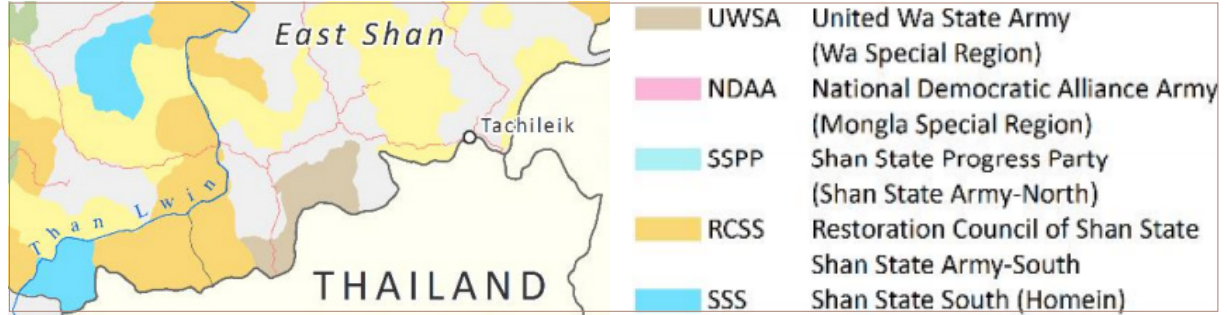 East Shan
Tachileik
Than Lwin
THAILAND
UWSA United Wa State Army
(Wa Special Region)
NDAA National Democratic Alliance Army
(Mongla Special Region)
SSPP Shan State Progress Party
(Shan State Army-North)
RCSS Restoration Council of Shan State
Shan State Army-South
SSS Shan State South (Homein)